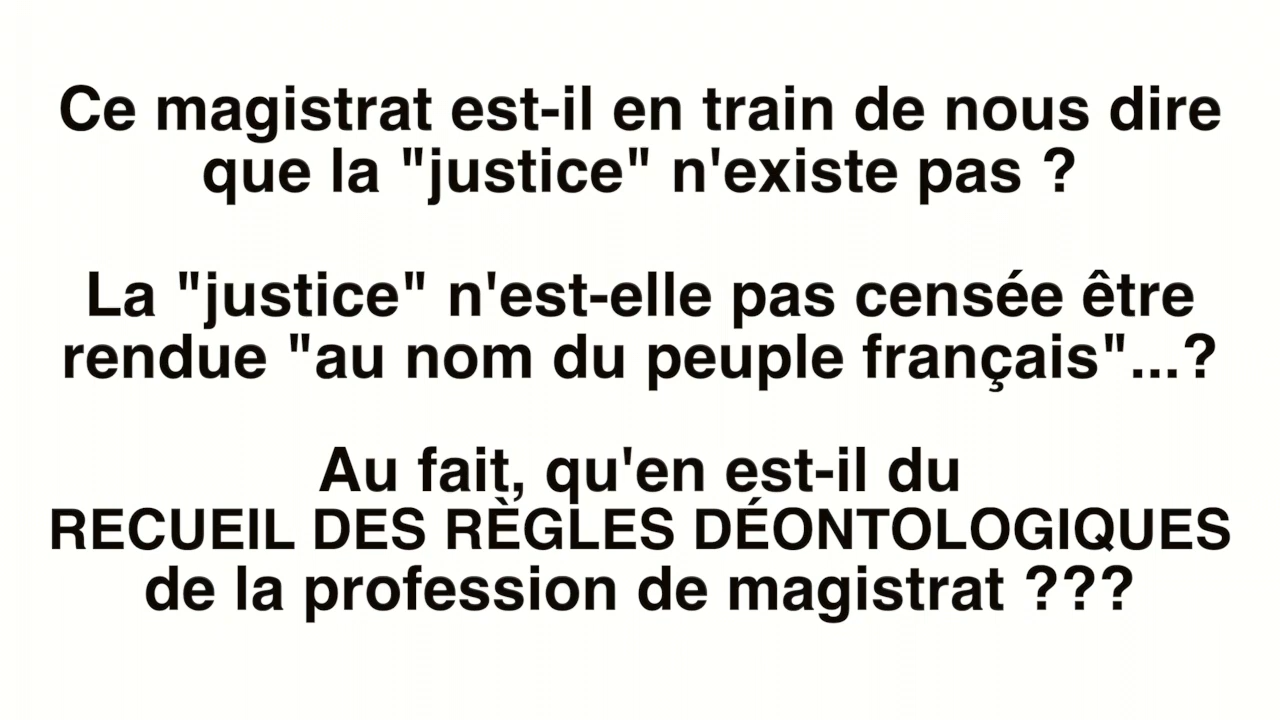 Ce magistrat est-il en train de nous dire
que la "justice" n'existe pas ?
La "justice" n'est-elle pas censée être
rendue "au nom du peuple français"...?
Au fait, qu'en est-il du
RECUEIL DES RÈGLES DÉONTOLOGIQUES
de la profession de magistrat ???